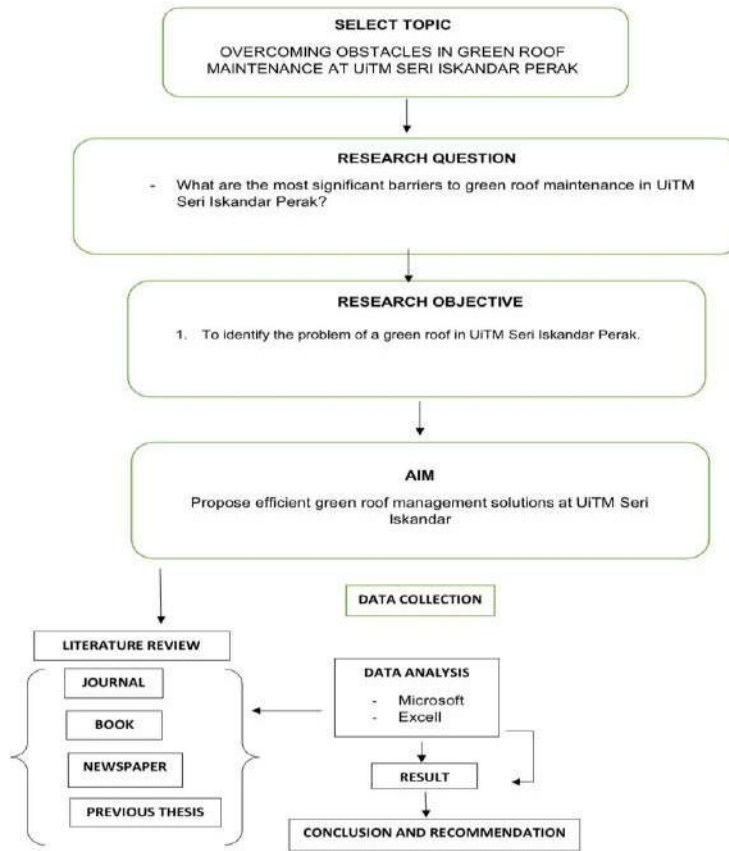 SELECT TOPIC
OVERCOMING OBSTACLES IN GREEN ROOF
MAINTENANCE AT UiTM SERI ISKANDAR PERAK
RESEARCH QUESTION
- What are the most significant barriers to green roof maintenance in UiTM
Seri Iskandar Perak?
RESEARCH OBJECTIVE
1. To identify the problem of a green roof in UiTM Seri Iskandar Perak.
AIM
Propose efficient green roof management solutions at UiTM Seri
Iskandar
DATA COLLECTION
LITERATURE REVIEW
JOURNAL
BOOK
NEWSPAPER
PREVIOUS THESIS
DATA ANALYSIS
- Microsoft
- Excell
RESULT
CONCLUSION AND RECOMMENDATION